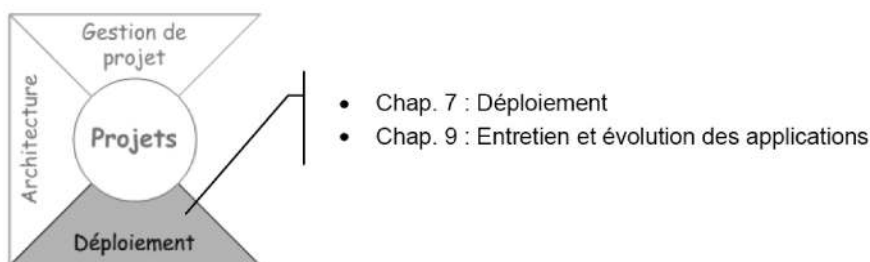 Gestion de
projet
Architecture
Projets
Déploiement
• Chap. 7 : Déploiement
• Chap. 9 : Entretien et évolution des applications